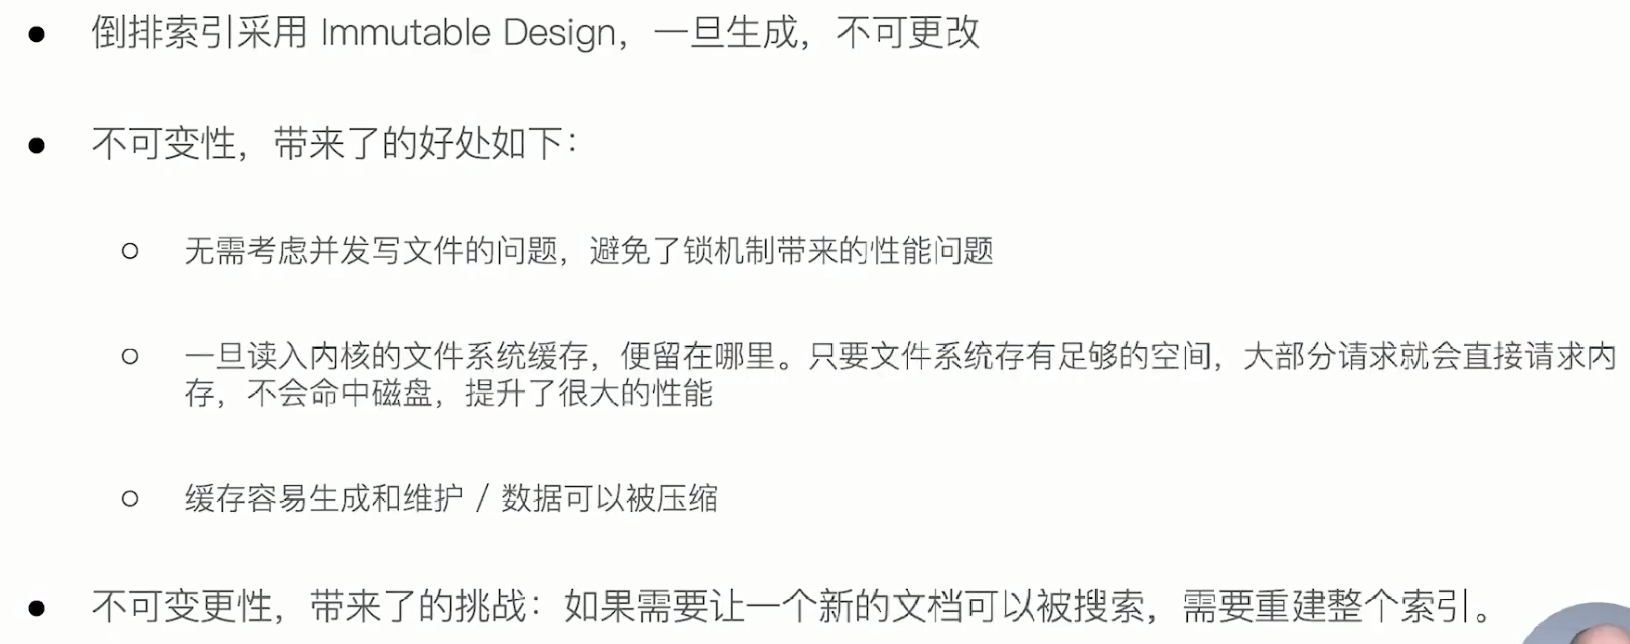 ● 倒排索引采用 Immutable Design，一旦生成，不可更改
● 不可变性，带来了的好处如下：
○ 无需考虑并发写文件的问题，避免了锁机制带来的性能问题
○ 一旦读入内核的文件系统缓存，便留在哪里。只要文件系统存有足够的空间，大部分请求就会直接请求内
存，不会命中磁盘，提升了很大的性能
○ 缓存容易生成和维护 / 数据可以被压缩
● 不可变更性，带来了的挑战：如果需要让一个新的文档可以被搜索，需要重建整个索引。